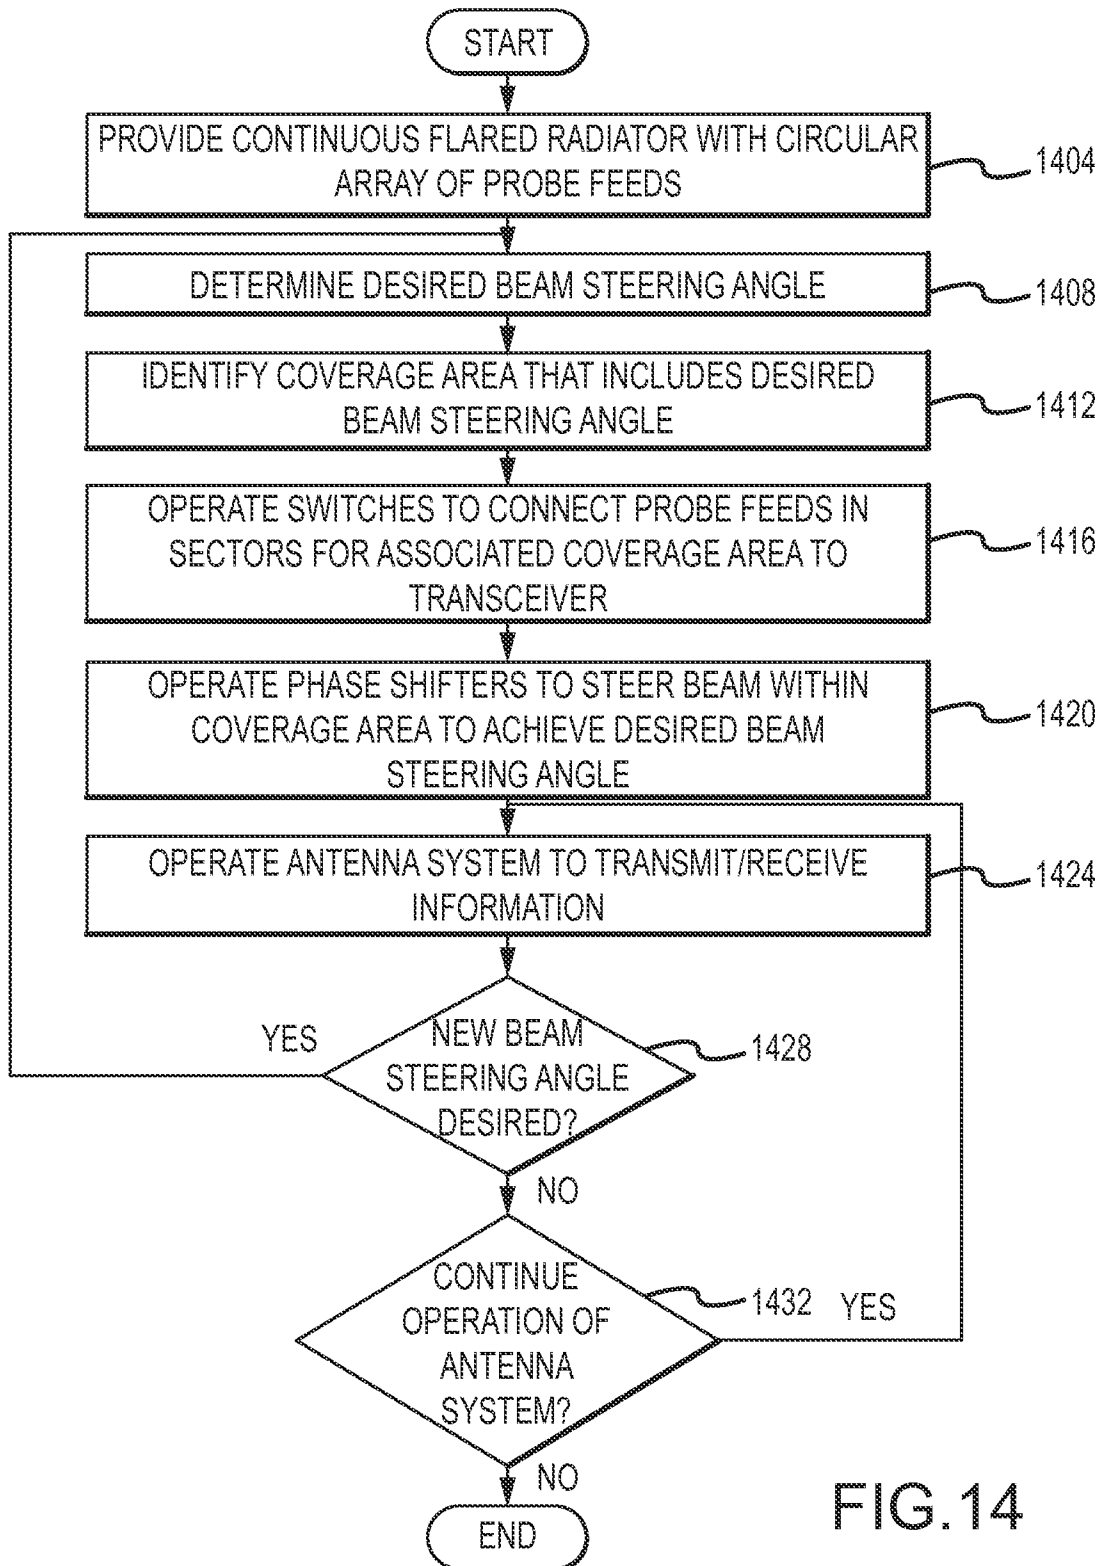 START
PROVIDE CONTINUOUS FLARED RADIATOR WITH CIRCULAR
ARRAY OF PROBE FEEDS
1404
DETERMINE DESIRED BEAM STEERING ANGLE
1408
IDENTIFY COVERAGE AREA THAT INCLUDES DESIRED
BEAM STEERING ANGLE
1412
OPERATE SWITCHES TO CONNECT PROBE FEEDS IN
SECTORS FOR ASSOCIATED COVERAGE AREA TO
TRANSCEIVER
1416
OPERATE PHASE SHIFTERS TO STEER BEAM WITHIN
COVERAGE AREA TO ACHIEVE DESIRED BEAM
STEERING ANGLE
1420
OPERATE ANTENNA SYSTEM TO TRANSMIT/RECEIVE
INFORMATION
1424
YES
NEW BEAM
STEERING ANGLE
DESIRED?
1428
NO
CONTINUE
OPERATION OF
ANTENNA
SYSTEM?
1432
YES
NO
END
FIG.14